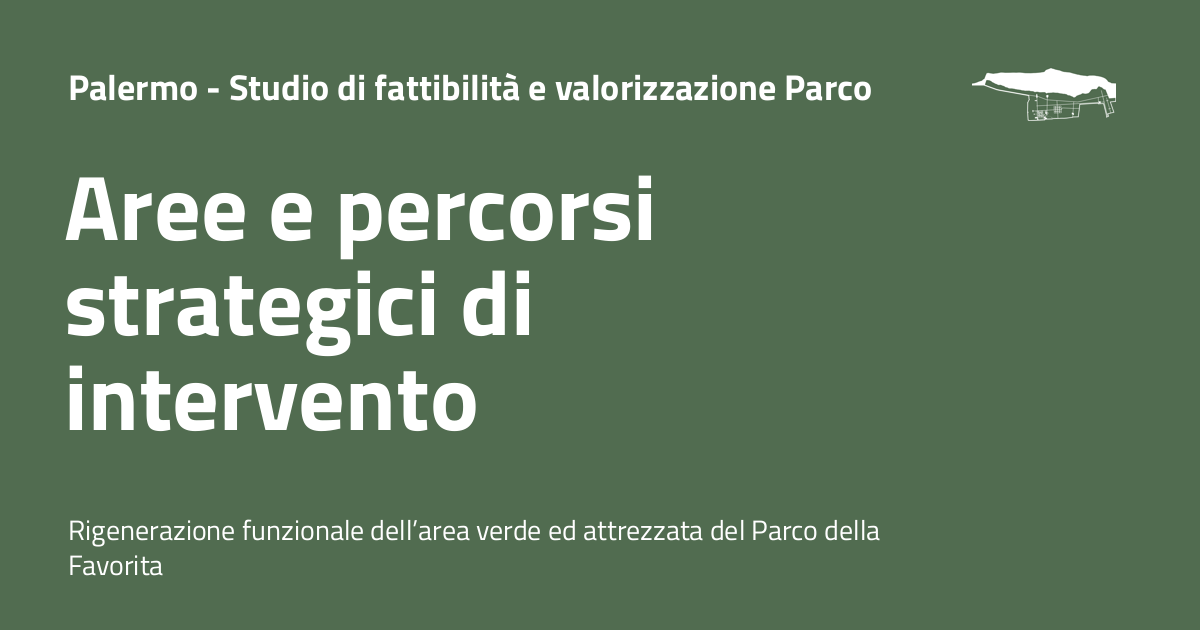 Palermo - Studio di fattibilità e valorizzazione Parco
Aree e percorsi
strategici di
intervento
Rigenerazione funzionale dell’area verde ed attrezzata del Parco della
Favorita